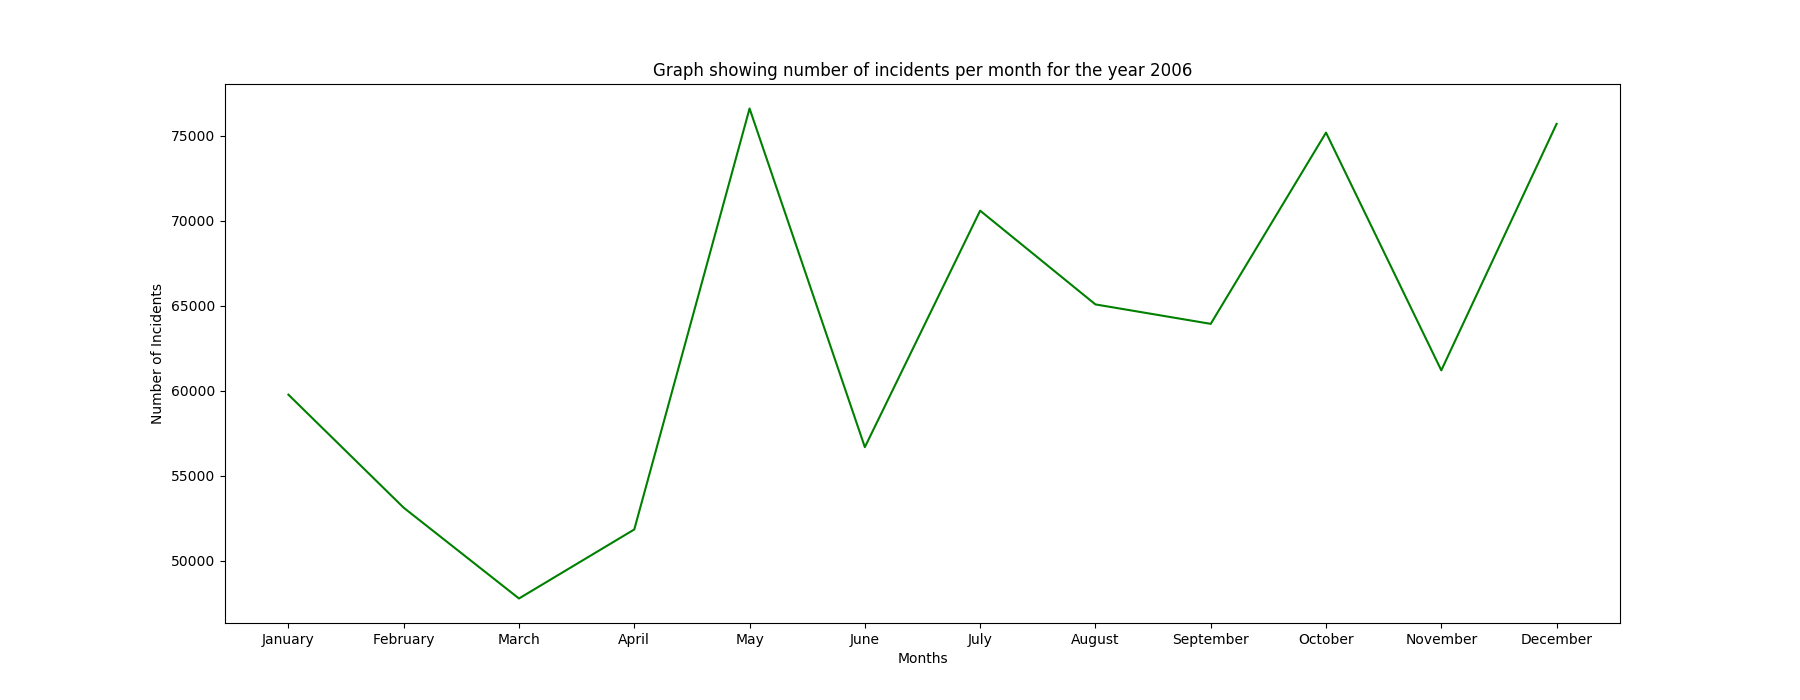 Graph showing number of incidents per month for the year 2006
75000
70000
65000
60000
55000
50000
Number of Incidents
January February March April May June July August September October November December
Months